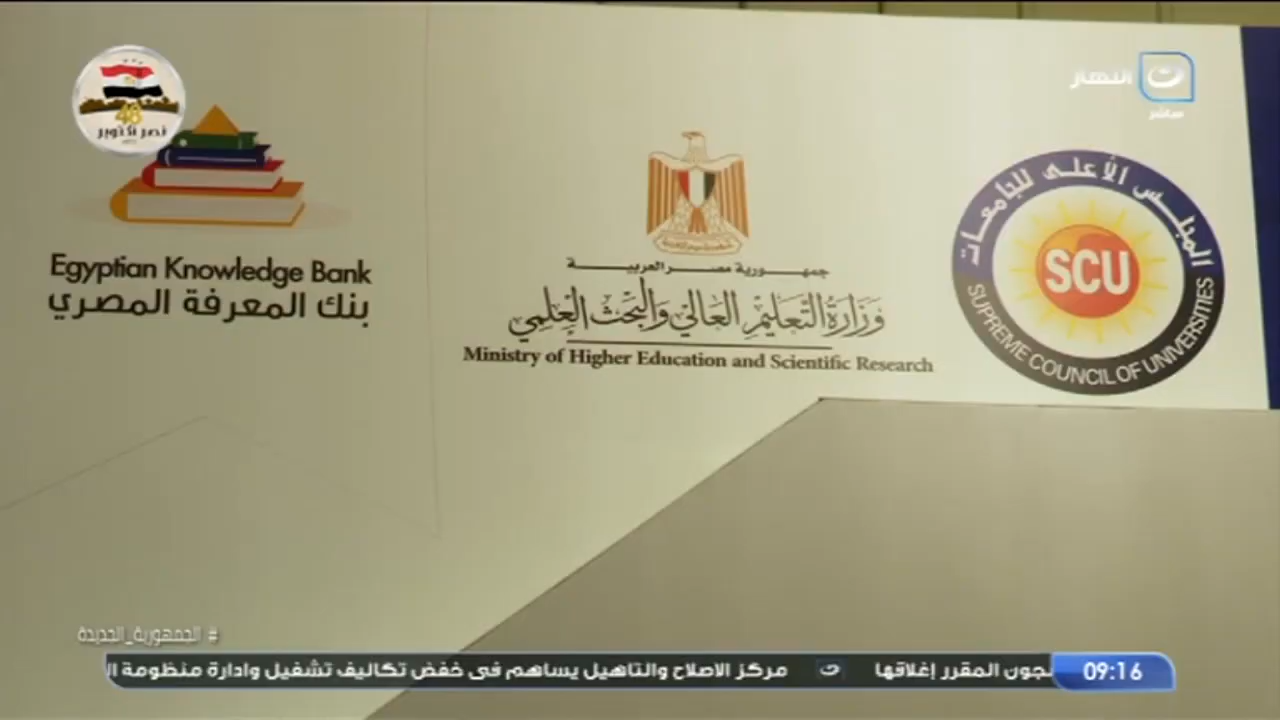 48
نصر أكتوبر
النهار
مباشر
Egyptian Knowledge Bank
بنك المعرفة المصري
جمهورية مصر العربية
وزارة التعليم العالي والبحث العلمي
Ministry of Higher Education and Scientific Research
المجلس الأعلى للجامعات
SCU
SUPREME COUNCIL OF UNIVERSITIES
# الجمهورية_الجديدة
09:16
المقرر إغلاقها
مركز الاصلاح والتاهيل يساهم فى خفض تكاليف تشغيل وادارة منظومة